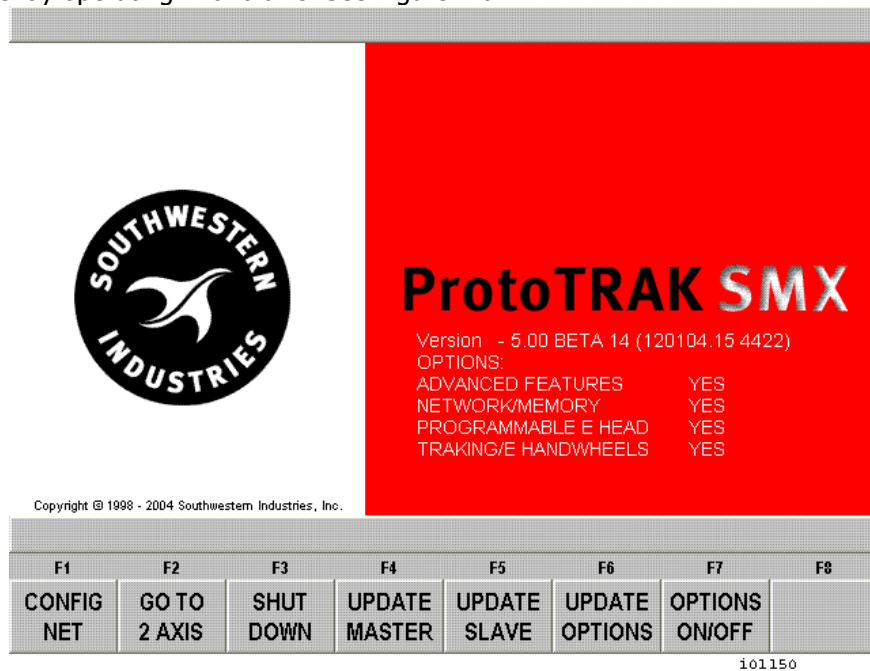 SOUTHWESTERN
INDUSTRIES
ProtoTRAK SMX
Version - 5.00 BETA 14 (120104.15 4422)
OPTIONS:
ADVANCED FEATURES YES
NETWORK/MEMORY YES
PROGRAMMABLE E HEAD YES
TRAKING/E HANDWHEELS YES
Copyright © 1998 - 2004 Southwestern Industries, Inc.
F1 F2 F3 F4 F5 F6 F7 F8
CONFIG GO TO SHUT UPDATE UPDATE UPDATE OPTIONS
NET 2 AXIS DOWN MASTER SLAVE OPTIONS ON/OFF
i01150